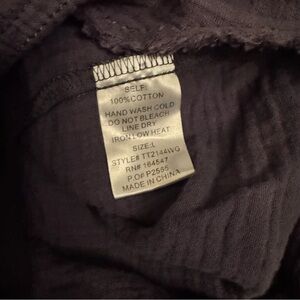 SELF:
100%COTTON
HAND WASH COLD
DO NOT BLEACH
LINE DRY
IRON LOW HEAT
SIZE:L
STYLE# TT2144WG
RN# 164547
P.O# P2565
MADE IN CHINA